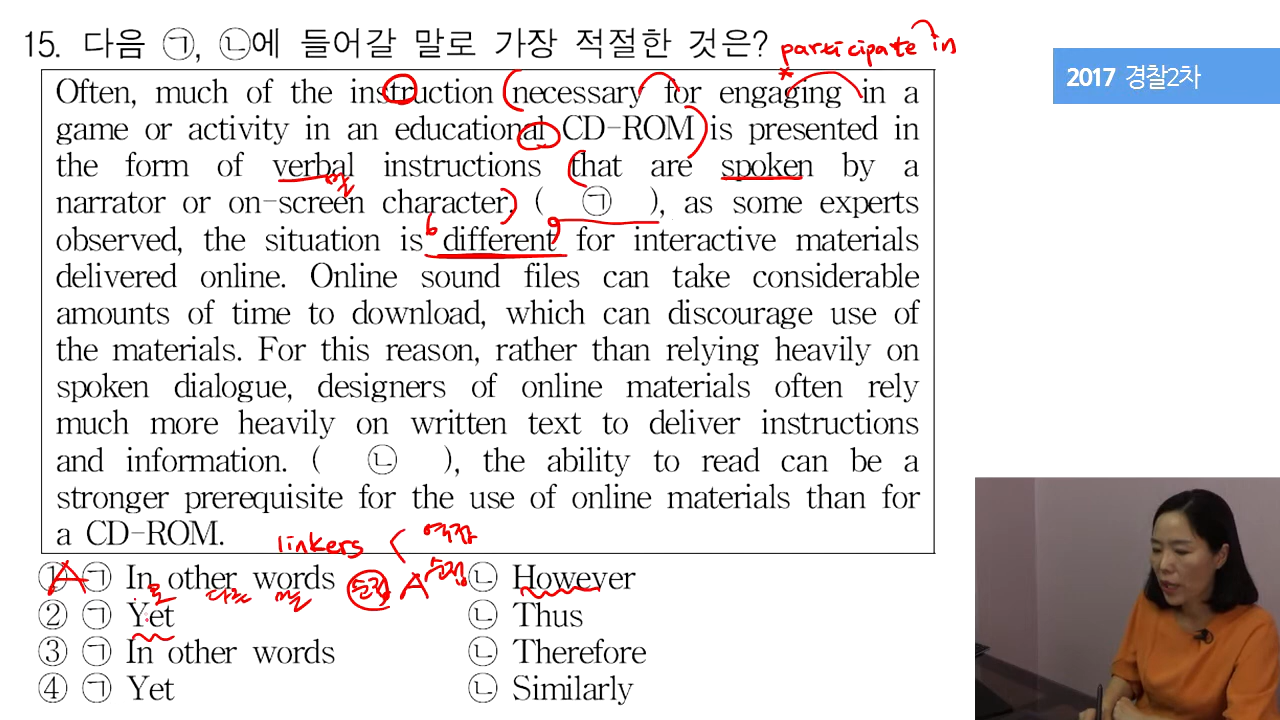 15. 다음 ㉠, ㉡에 들어갈 말로 가장 적절한 것은?
participate in
2017 경찰2차
Often, much of the instruction necessary for engaging in a
game or activity in an educational CD-ROM is presented in
the form of verbal instructions that are spoken by a
narrator or on-screen character. ( ㉠ ), as some experts
observed, the situation is different for interactive materials
delivered online. Online sound files can take considerable
amounts of time to download, which can discourage use of
the materials. For this reason, rather than relying heavily on
spoken dialogue, designers of online materials often rely
much more heavily on written text to deliver instructions
and information. ( ㉡ ), the ability to read can be a
stronger prerequisite for the use of online materials than for
a CD-ROM.
linkers 역접
① ㉠ In other words 순접 A ㉡ However
다른 말
② ㉠ Yet ㉡ Thus
③ ㉠ In other words ㉡ Therefore
④ ㉠ Yet ㉡ Similarly